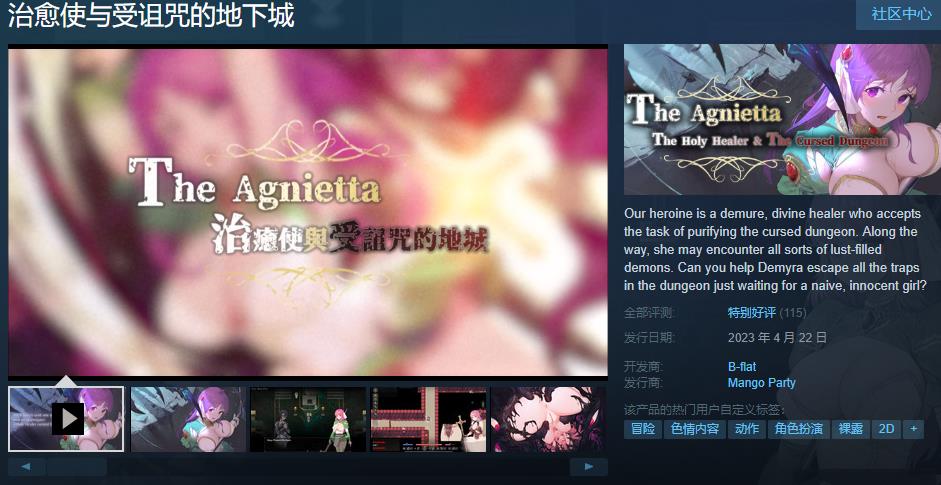 治愈使与受诅咒的地下城
社区中心
The Agnietta
治癒使與受詛咒的地城
The Agnietta
The Holy Healer & The Cursed Dungeon
Our heroine is a demure, divine healer who accepts
the task of purifying the cursed dungeon. Along the
way, she may encounter all sorts of lust-filled
demons. Can you help Demyra escape all the traps
in the dungeon just waiting for a naive, innocent girl?
全部评测: 特别好评 (115)
发行日期: 2023 年 4 月 22 日
开发商: B-flat
发行商: Mango Party
该产品的热门用户自定义标签:
冒险 色情内容 动作 角色扮演 裸露 2D +